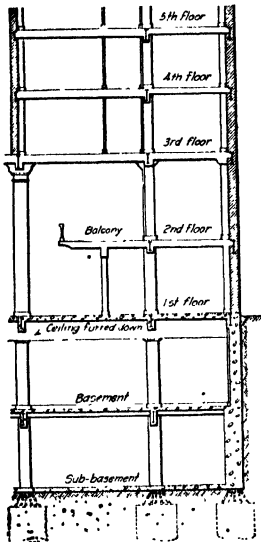 5th floor
4th floor
3rd floor
Balcony 2nd floor
1st floor
Ceiling furred down
Basement
Sub-basement